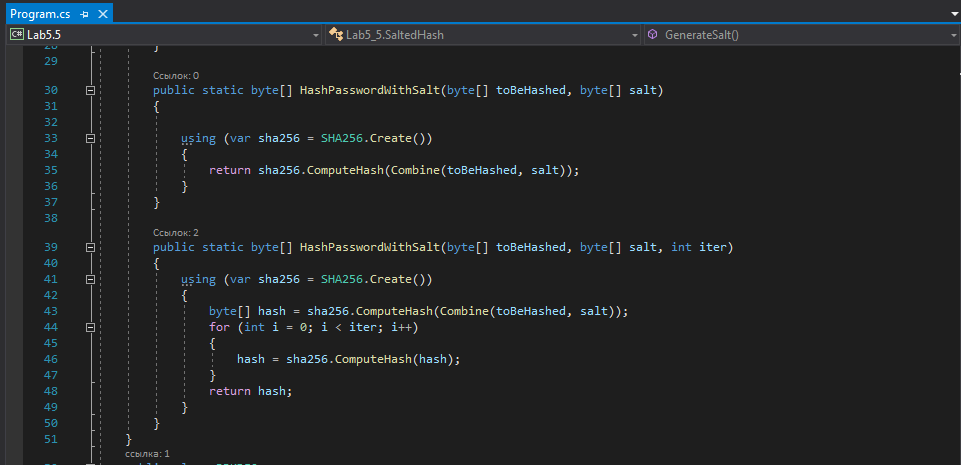 Program.cs
C# Lab5.5 Lab5_5.SaltedHash GenerateSalt()
28 }
29
Ссылок: 0
30 public static byte[] HashPasswordWithSalt(byte[] toBeHashed, byte[] salt)
31 {
32
33 using (var sha256 = SHA256.Create())
34 {
35 return sha256.ComputeHash(Combine(toBeHashed, salt));
36 }
37 }
38
Ссылок: 2
39 public static byte[] HashPasswordWithSalt(byte[] toBeHashed, byte[] salt, int iter)
40 {
41 using (var sha256 = SHA256.Create())
42 {
43 byte[] hash = sha256.ComputeHash(Combine(toBeHashed, salt));
44 for (int i = 0; i < iter; i++)
45 {
46 hash = sha256.ComputeHash(hash);
47 }
48 return hash;
49 }
50 }
51 }
ссылка: 1